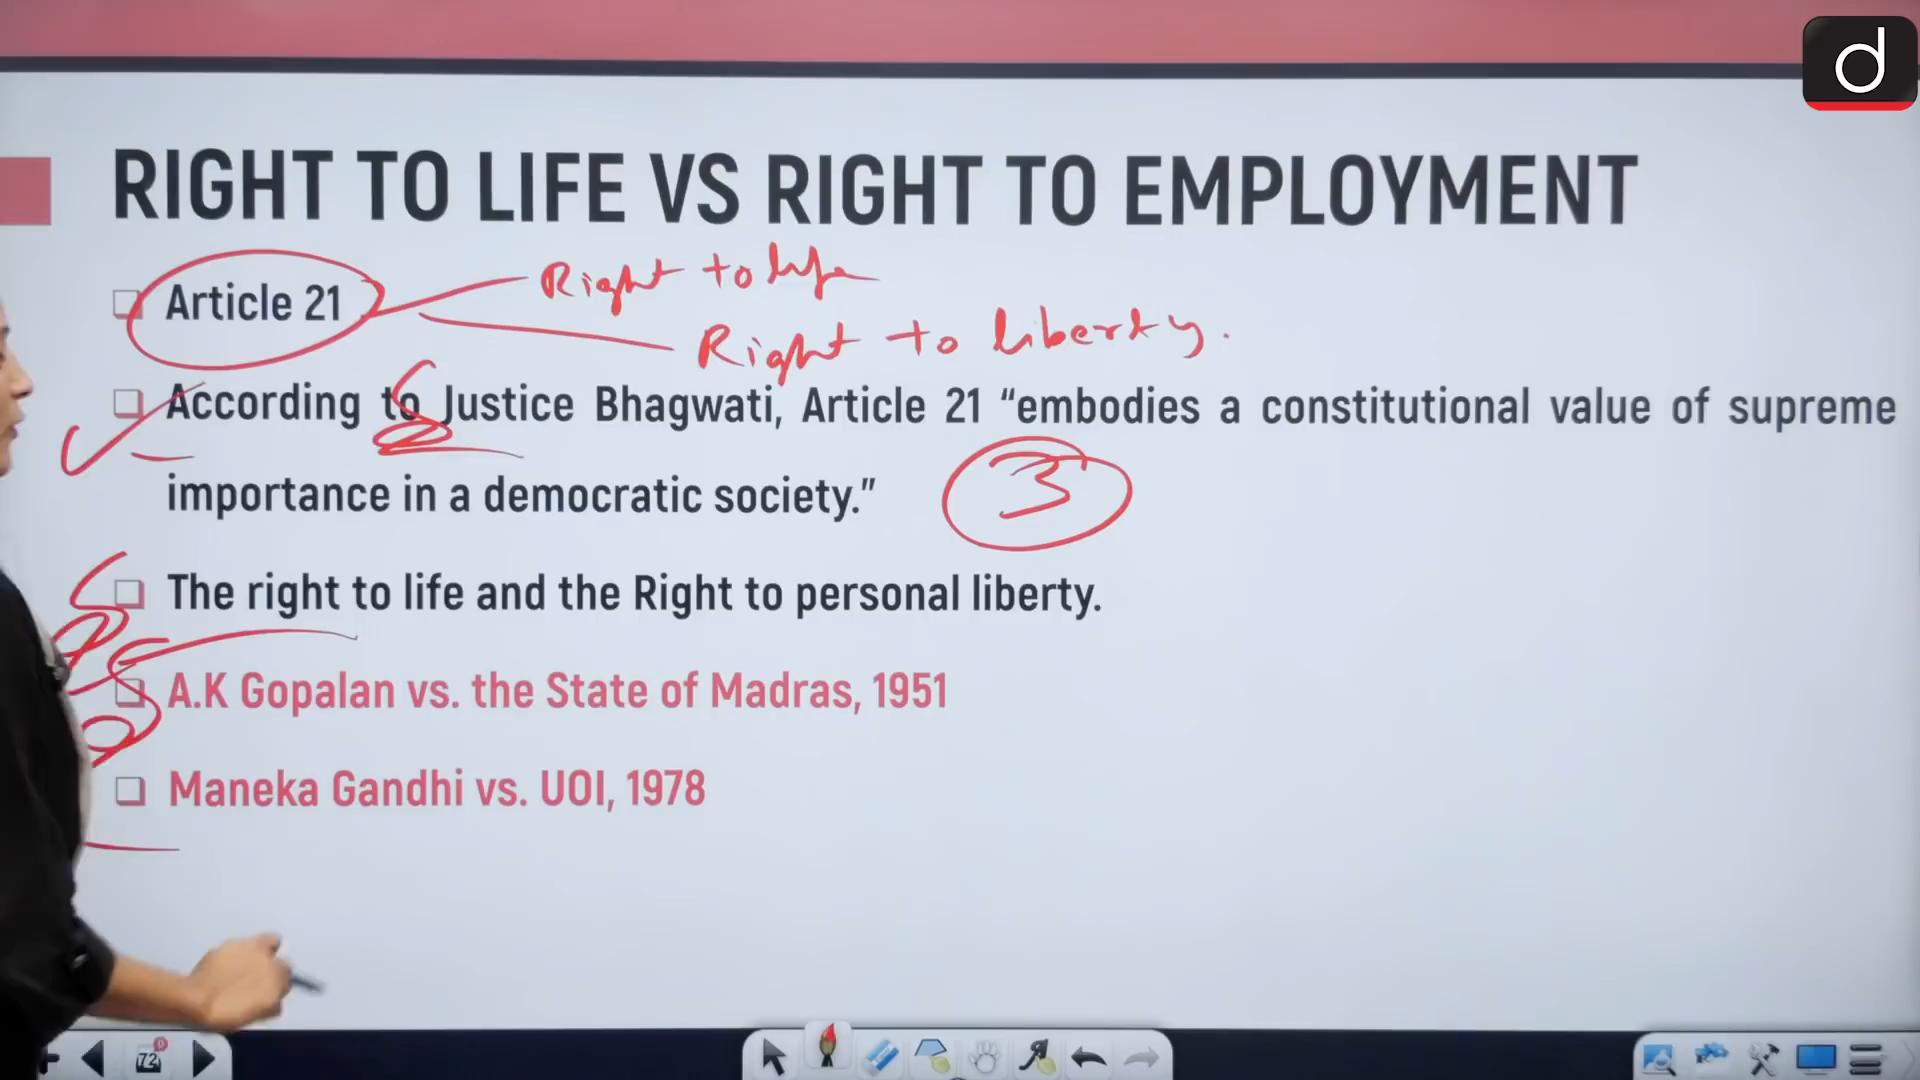 d
RIGHT TO LIFE VS RIGHT TO EMPLOYMENT
Article 21
Right to life
Right to liberty.
According to Justice Bhagwati, Article 21 “embodies a constitutional value of supreme
importance in a democratic society.”
3
The right to life and the Right to personal liberty.
A.K Gopalan vs. the State of Madras, 1951
Maneka Gandhi vs. UOI, 1978
72